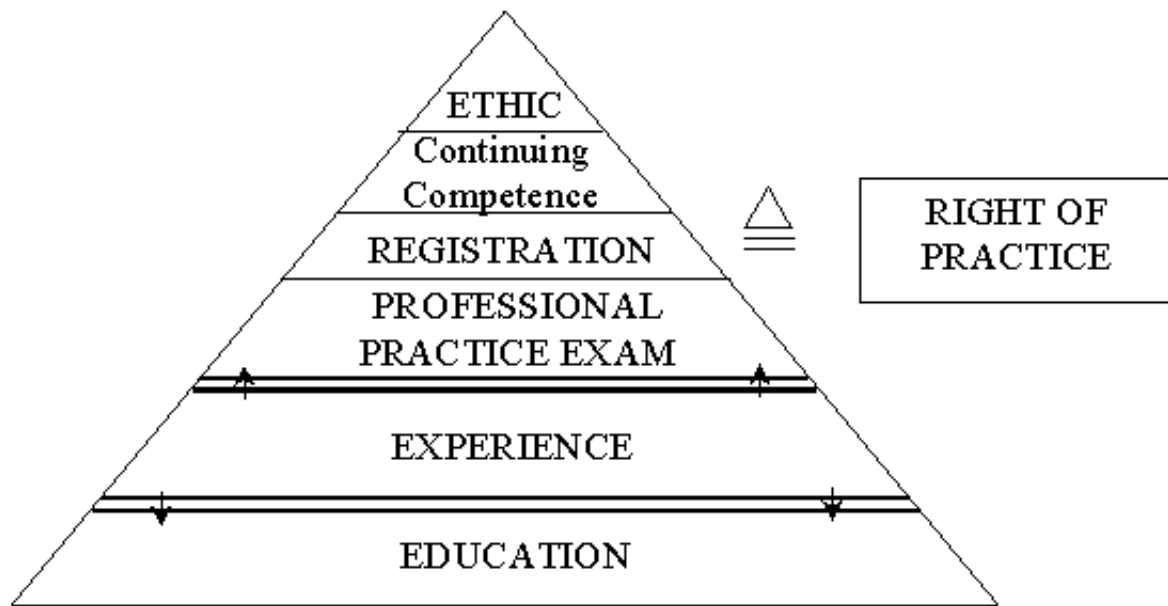 ETHIC
Continuing
Competence
REGISTRATION
PROFESSIONAL
PRACTICE EXAM
EXPERIENCE
EDUCATION
RIGHT OF
PRACTICE